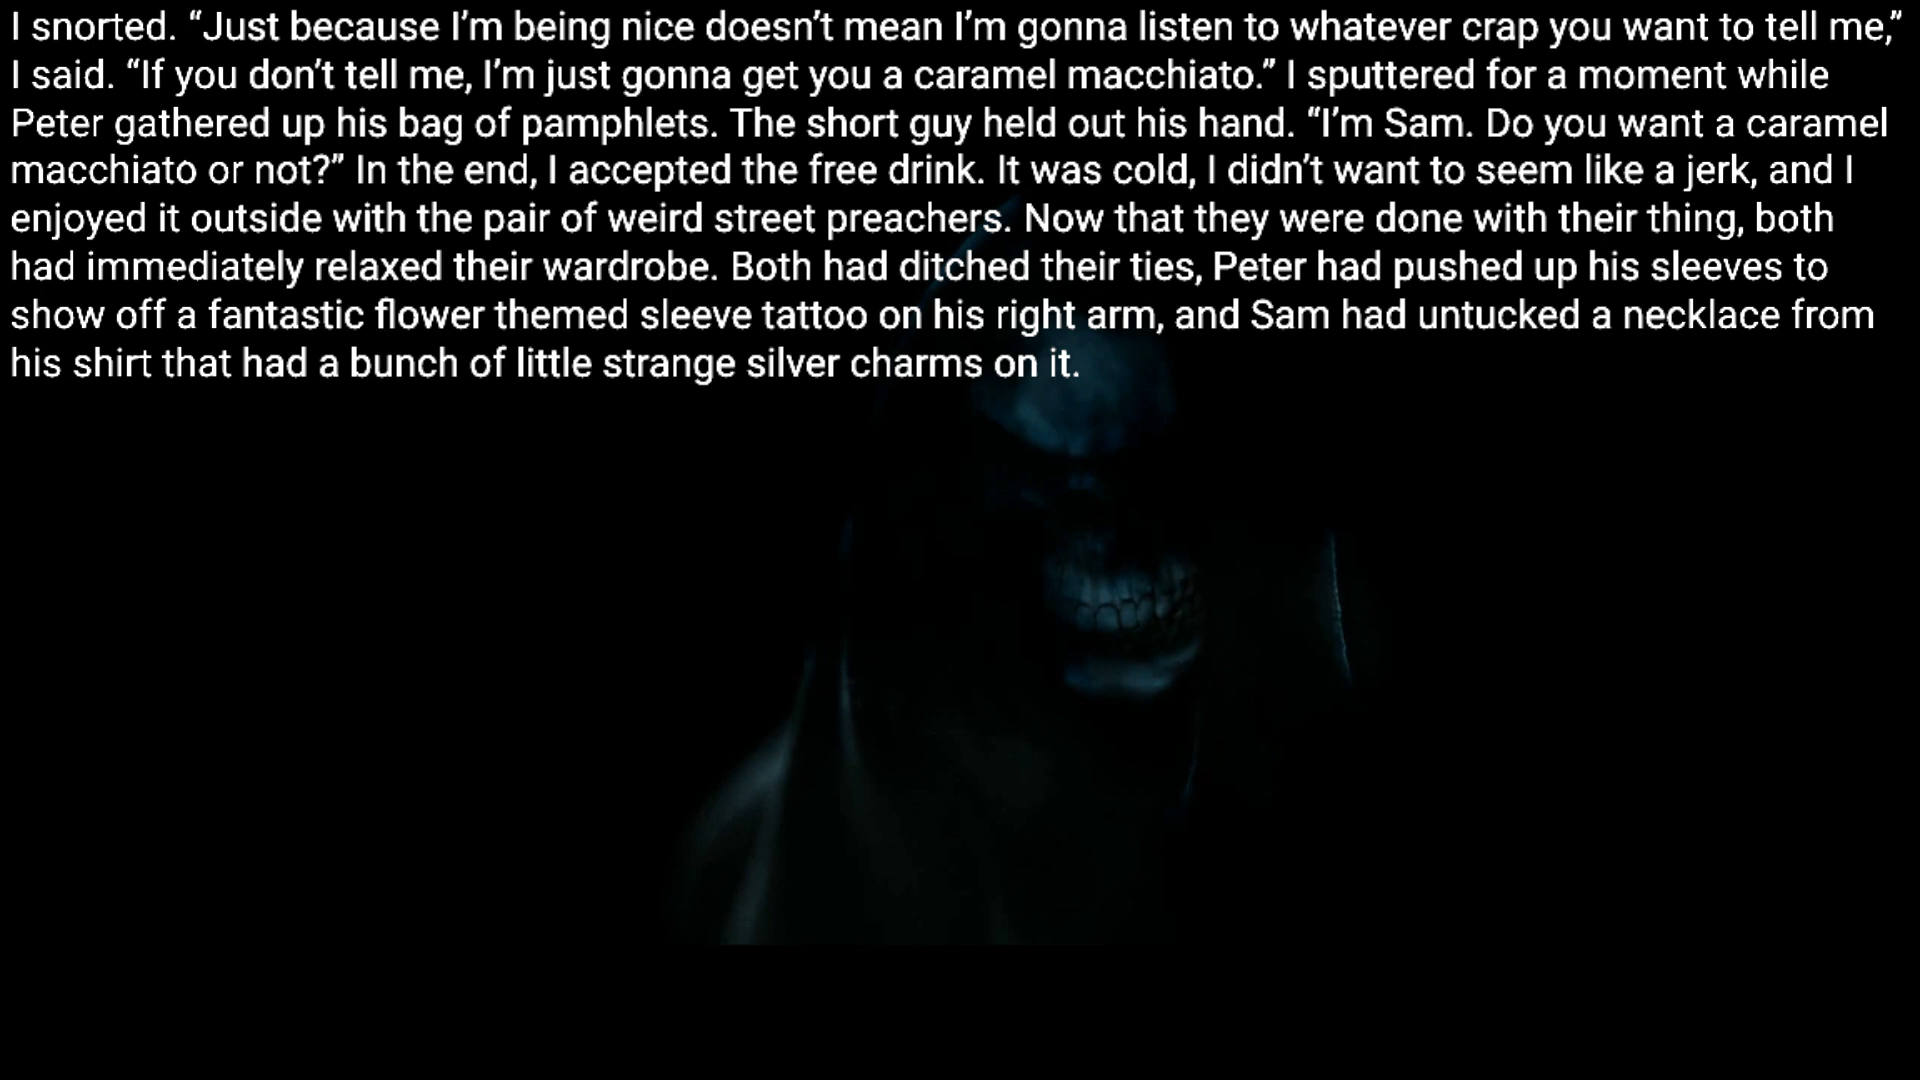 I snorted. “Just because I’m being nice doesn’t mean I’m gonna listen to whatever crap you want to tell me,”
I said. “If you don’t tell me, I’m just gonna get you a caramel macchiato.” I sputtered for a moment while
Peter gathered up his bag of pamphlets. The short guy held out his hand. “I’m Sam. Do you want a caramel
macchiato or not?” In the end, I accepted the free drink. It was cold, I didn’t want to seem like a jerk, and I
enjoyed it outside with the pair of weird street preachers. Now that they were done with their thing, both
had immediately relaxed their wardrobe. Both had ditched their ties, Peter had pushed up his sleeves to
show off a fantastic flower themed sleeve tattoo on his right arm, and Sam had untucked a necklace from
his shirt that had a bunch of little strange silver charms on it.